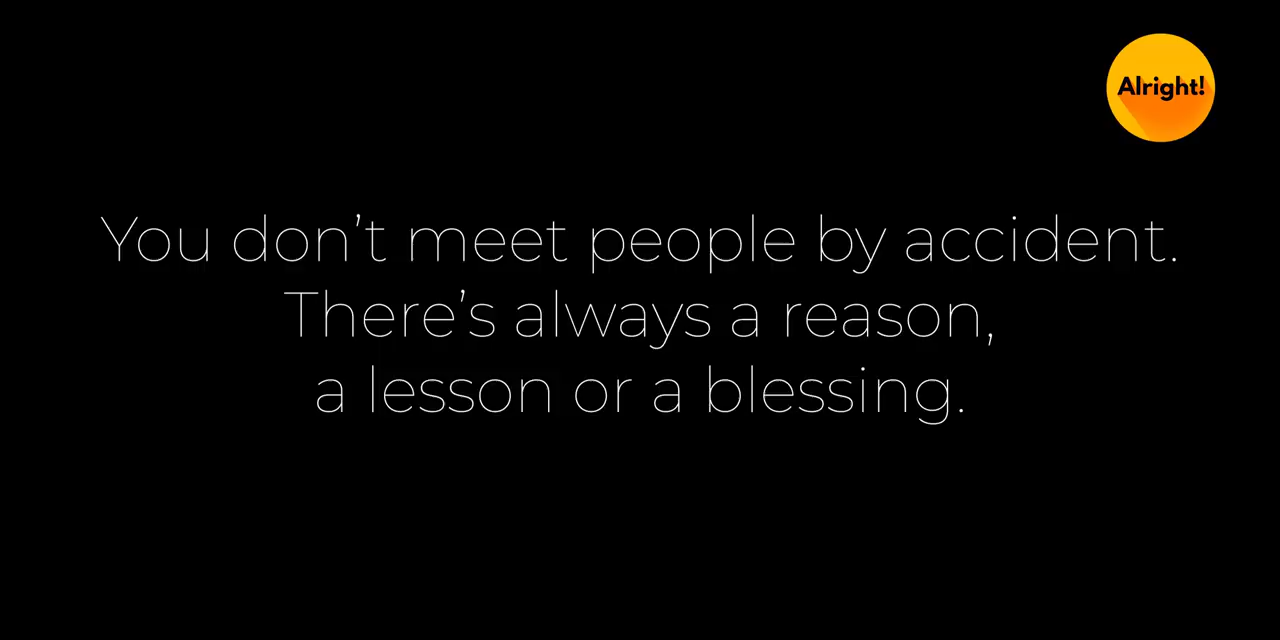 Alright!
You don’t meet people by accident.
There’s always a reason,
a lesson or a blessing.